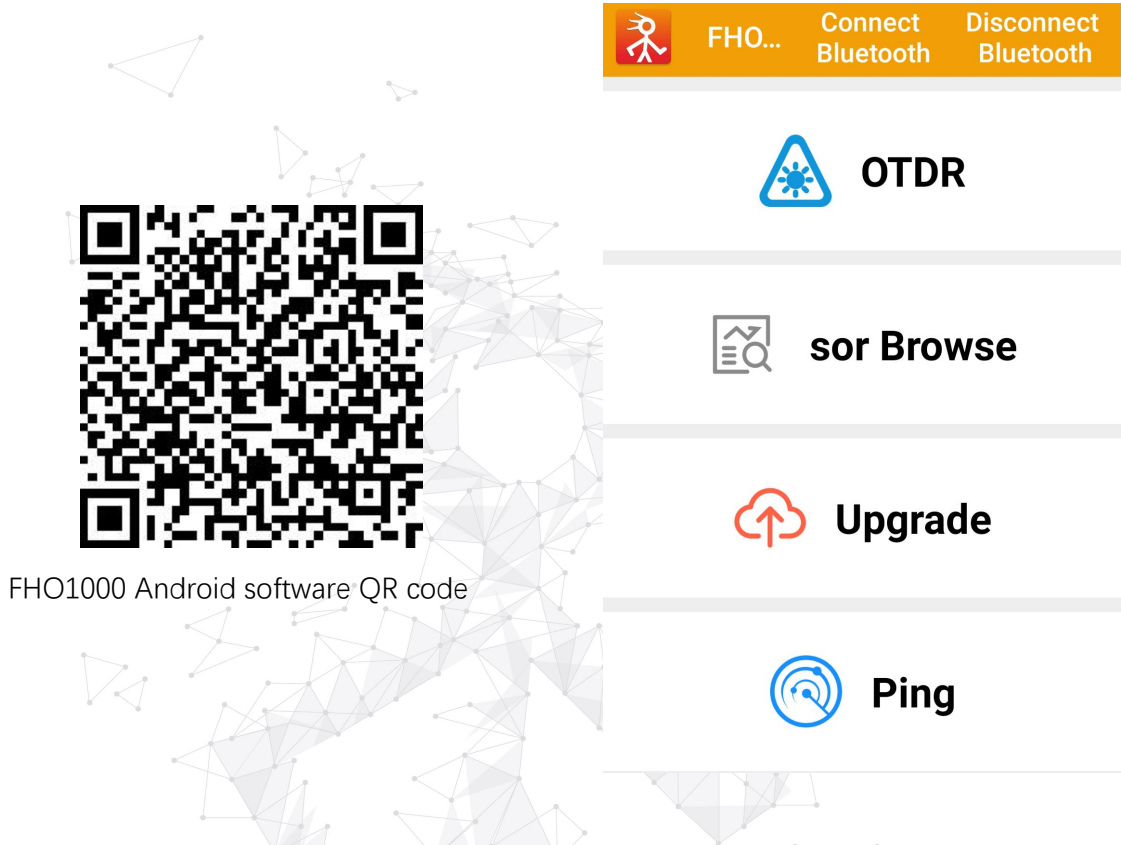 FHO1000 Android software QR code
FHO...
Connect
Bluetooth
Disconnect
Bluetooth
OTDR
sor Browse
Upgrade
Ping